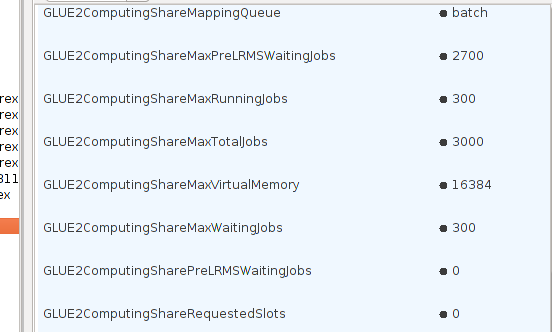 GLUE2ComputingShareMappingQueue batch
GLUE2ComputingShareMaxPreLRMSWaitingJobs 2700
GLUE2ComputingShareMaxRunningJobs 300
rex
GLUE2ComputingShareMaxTotalJobs 3000
rex
rex
rex
rex
GLUE2ComputingShareMaxVirtualMemory 16384
811
ex
GLUE2ComputingShareMaxWaitingJobs 300
GLUE2ComputingSharePreLRMSWaitingJobs 0
GLUE2ComputingShareRequestedSlots 0